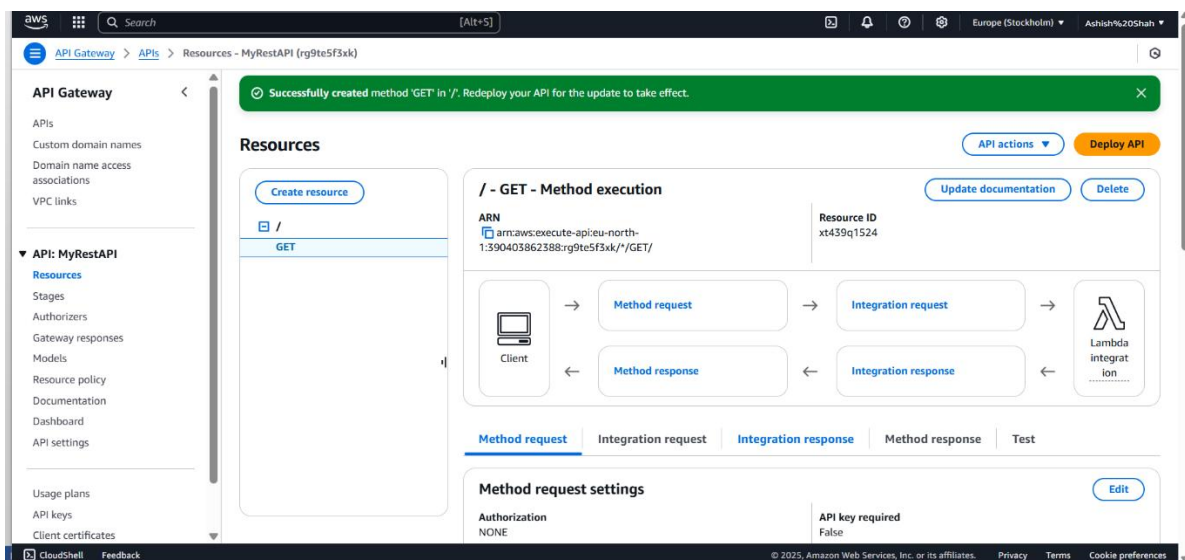 aws
Search
[Alt+S]
Europe (Stockholm) ▼
Ashish%20Shah ▼
API Gateway > APIs > Resources - MyRestAPI (rg9te5f3xk)
API Gateway
APIs
Custom domain names
Domain name access
associations
VPC links
▼ API: MyRestAPI
Resources
Stages
Authorizers
Gateway responses
Models
Resource policy
Documentation
Dashboard
API settings
Usage plans
API keys
Client certificates
Successfully created method 'GET' in '/'. Redeploy your API for the update to take effect.
Resources
API actions ▼
Deploy API
Create resource
/
GET
/ - GET - Method execution
Update documentation
Delete
ARN
arn:aws:execute-api:eu-north-
1:390403862388:rg9te5f3xk/*/GET/
Resource ID
xt439q1524
Client
Method request
Integration request
Method response
Integration response
Lambda
integrat
ion
Method request
Integration request
Integration response
Method response
Test
Method request settings
Edit
Authorization
NONE
API key required
False
CloudShell
Feedback
© 2025, Amazon Web Services, Inc. or its affiliates.
Privacy
Terms
Cookie preferences